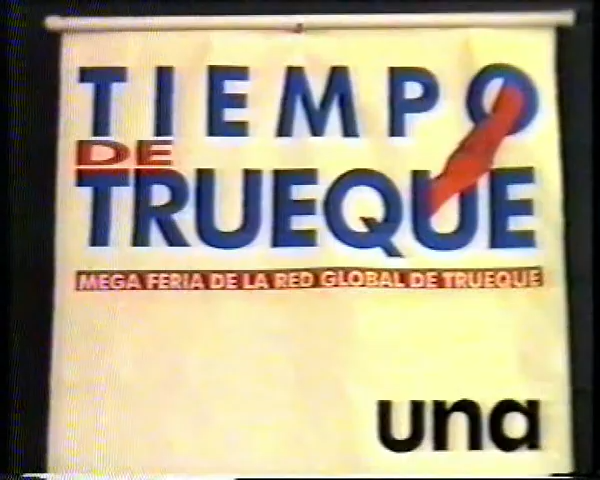 TIEMPO
DE
TRUEQUE
MEGA FERIA DE LA RED GLOBAL DE TRUEQUE
una